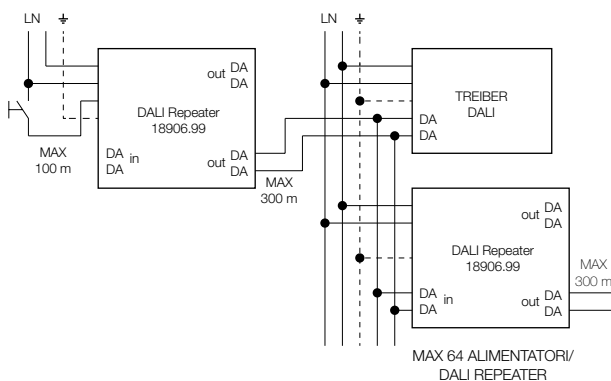 LN
LN
out DA
DA
DALI Repeater
18906.99
DA in
DA
out DA
DA
MAX
100 m
MAX
300 m
TREIBER
DALI
DA
DA
out DA
DA
DALI Repeater
18906.99
DA in
DA
out DA
DA
MAX
300 m
MAX 64 ALIMENTATORI/
DALI REPEATER